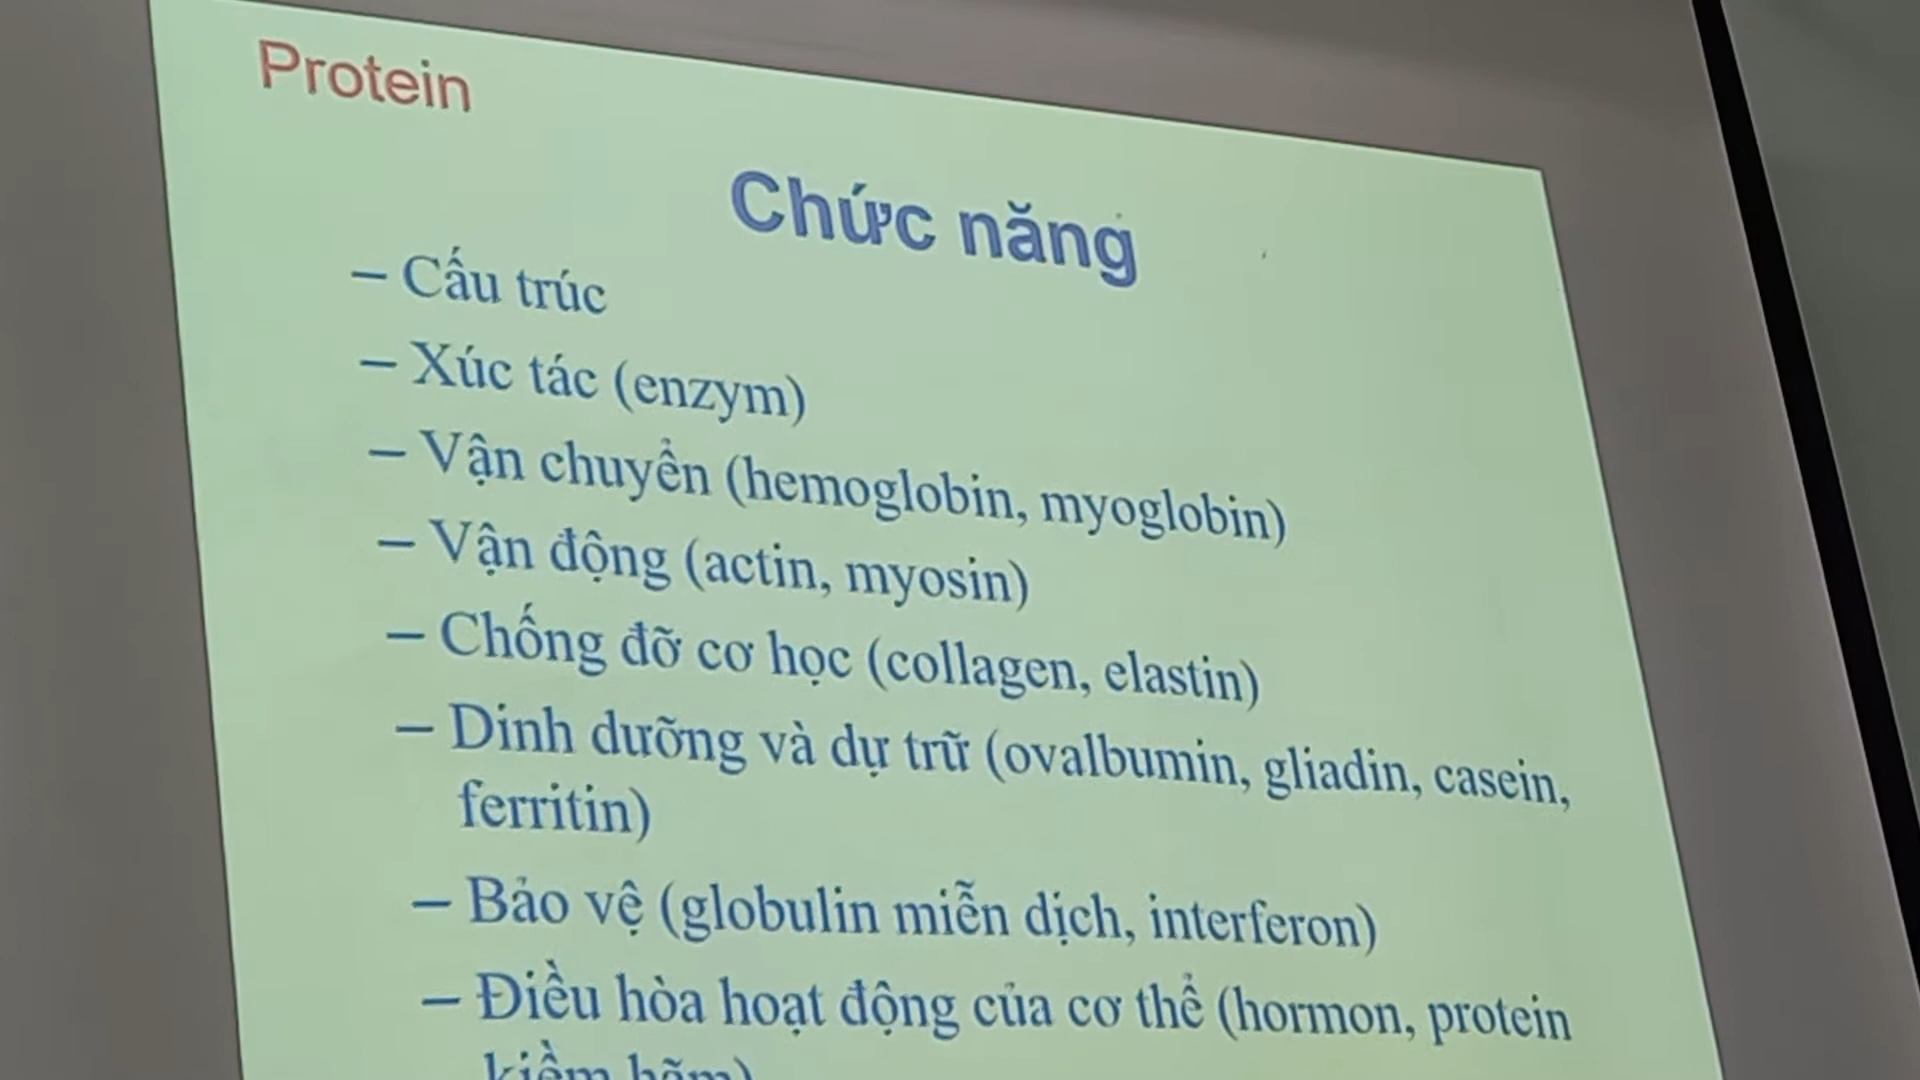 Protein
Chức năng
– Cấu trúc
– Xúc tác (enzym)
– Vận chuyển (hemoglobin, myoglobin)
– Vận động (actin, myosin)
– Chống đỡ cơ học (collagen, elastin)
– Dinh dưỡng và dự trữ (ovalbumin, gliadin, casein,
ferritin)
– Bảo vệ (globulin miễn dịch, interferon)
– Điều hòa hoạt động của cơ thể (hormon, protein
kiềm hãm)